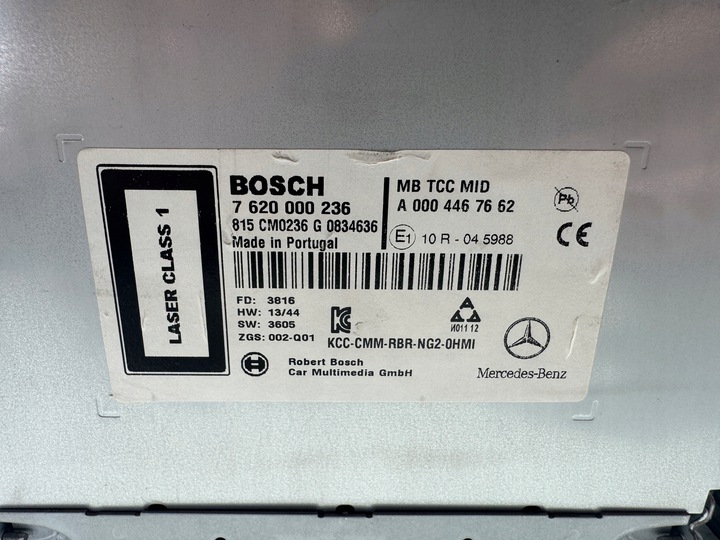 LASER CLASS 1
BOSCH
7 620 000 236
815 CM0236 G 0834636
Made in Portugal
MB TCC MID
A 000 446 76 62
E1 10 R - 04 5988
Pb
CE
FD: 3816
HW: 13/44
SW: 3605
ZGS: 002-Q01
KCC-CMM-RBR-NG2-0HMI
И011 12
Robert Bosch
Car Multimedia GmbH
Mercedes-Benz